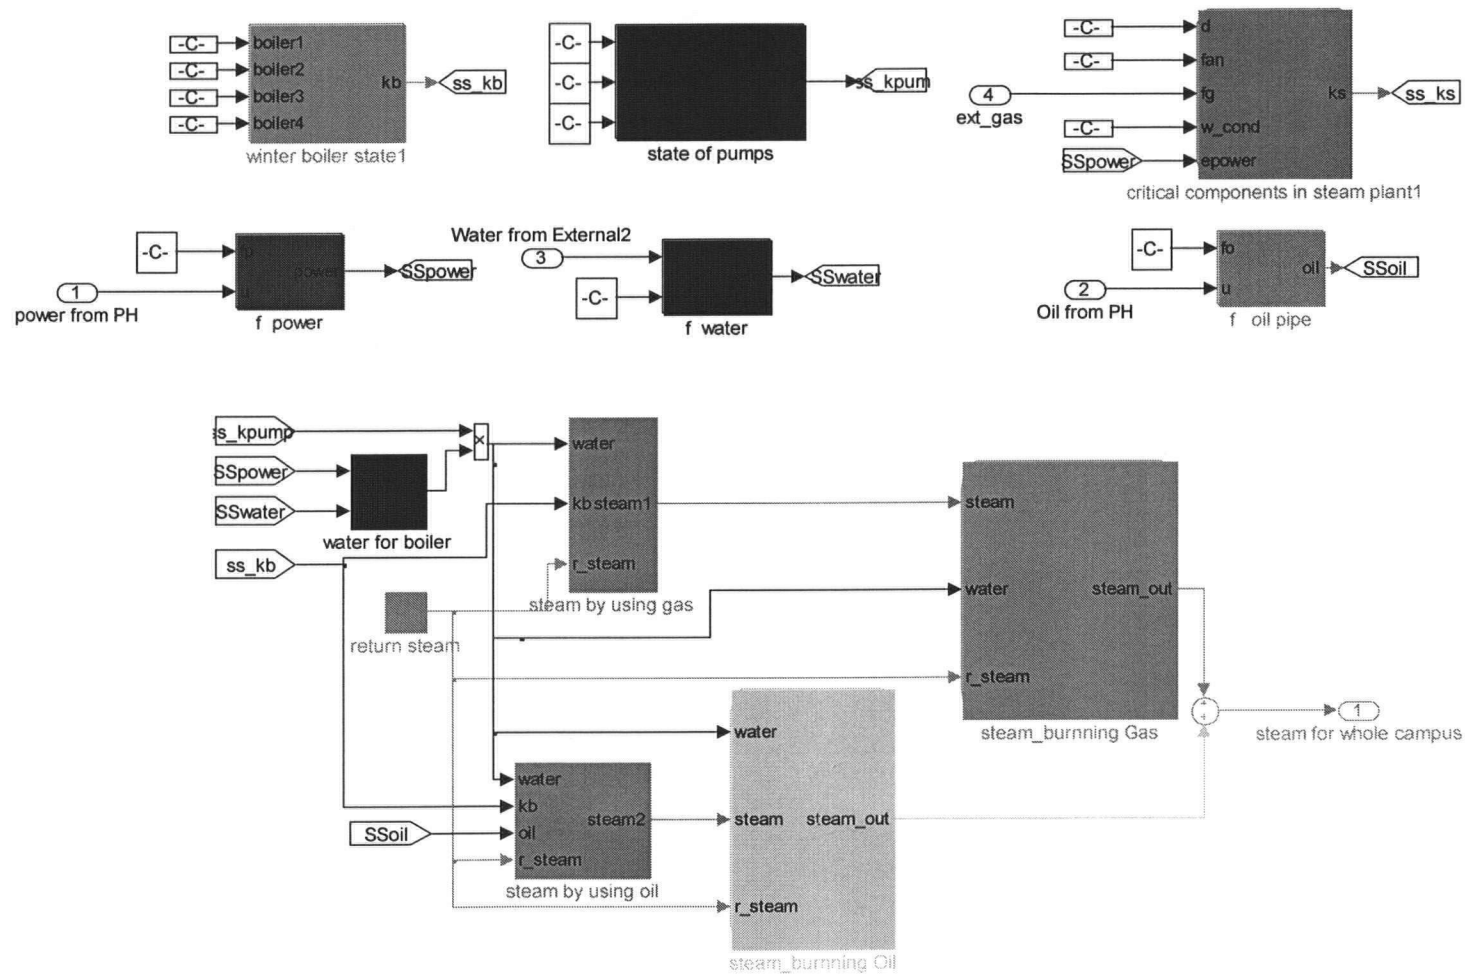 -C-
boiler1
-C-
boiler2
-C-
boiler3
-C-
boiler4
kb
ss_kb
winter boiler state1
-C-
-C-
-C-
ss_kpum
state of pumps
-C-
d
-C-
fan
4
fg
ext_gas
-C-
w_cond
SSpower
epower
ks
ss_ks
critical components in steam plant1
-C-
fp
power
SSpower
1
u
power from PH
f power
Water from External2
3
-C-
SSwater
f water
-C-
fo
oil
SSoil
2
u
Oil from PH
f oil pipe
ss_kpump
SSpower
SSwater
water for boiler
ss_kb
×
water
kb
steam1
r_steam
steam by using gas
return steam
steam
water
steam_out
r_steam
steam_burnning Gas
+
+
1
steam for whole campus
water
steam
steam_out
r_steam
steam_burnning Oil
water
kb
steam2
SSoil
oil
r_steam
steam by using oil